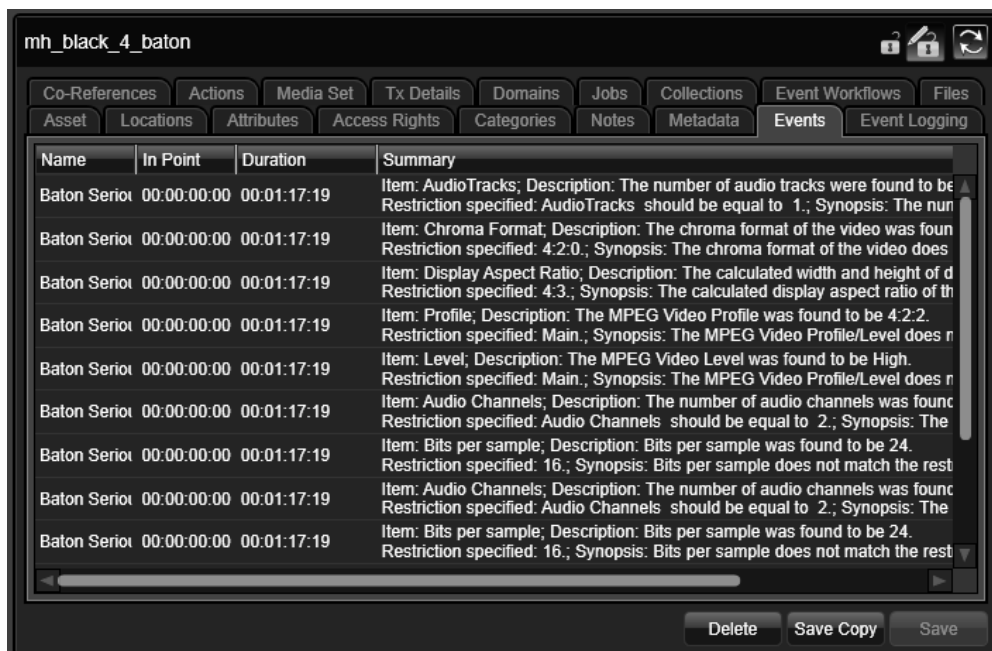 mh_black_4_baton
Co-References Actions Media Set Tx Details Domains Jobs Collections Event Workflows Files
Asset Locations Attributes Access Rights Categories Notes Metadata Events Event Logging
Name In Point Duration Summary
Baton Seriou 00:00:00:00 00:01:17:19 Item: AudioTracks; Description: The number of audio tracks were found to be
Restriction specified: AudioTracks should be equal to 1.; Synopsis: The num
Baton Seriou 00:00:00:00 00:01:17:19 Item: Chroma Format; Description: The chroma format of the video was foun
Restriction specified: 4:2:0.; Synopsis: The chroma format of the video does
Baton Seriou 00:00:00:00 00:01:17:19 Item: Display Aspect Ratio; Description: The calculated width and height of d
Restriction specified: 4:3.; Synopsis: The calculated display aspect ratio of th
Baton Seriou 00:00:00:00 00:01:17:19 Item: Profile; Description: The MPEG Video Profile was found to be 4:2:2.
Restriction specified: Main.; Synopsis: The MPEG Video Profile/Level does n
Baton Seriou 00:00:00:00 00:01:17:19 Item: Level; Description: The MPEG Video Level was found to be High.
Restriction specified: Main.; Synopsis: The MPEG Video Profile/Level does n
Baton Seriou 00:00:00:00 00:01:17:19 Item: Audio Channels; Description: The number of audio channels was found
Restriction specified: Audio Channels should be equal to 2.; Synopsis: The
Baton Seriou 00:00:00:00 00:01:17:19 Item: Bits per sample; Description: Bits per sample was found to be 24.
Restriction specified: 16.; Synopsis: Bits per sample does not match the restr
Baton Seriou 00:00:00:00 00:01:17:19 Item: Audio Channels; Description: The number of audio channels was found
Restriction specified: Audio Channels should be equal to 2.; Synopsis: The
Baton Seriou 00:00:00:00 00:01:17:19 Item: Bits per sample; Description: Bits per sample was found to be 24.
Restriction specified: 16.; Synopsis: Bits per sample does not match the restr
Delete Save Copy Save